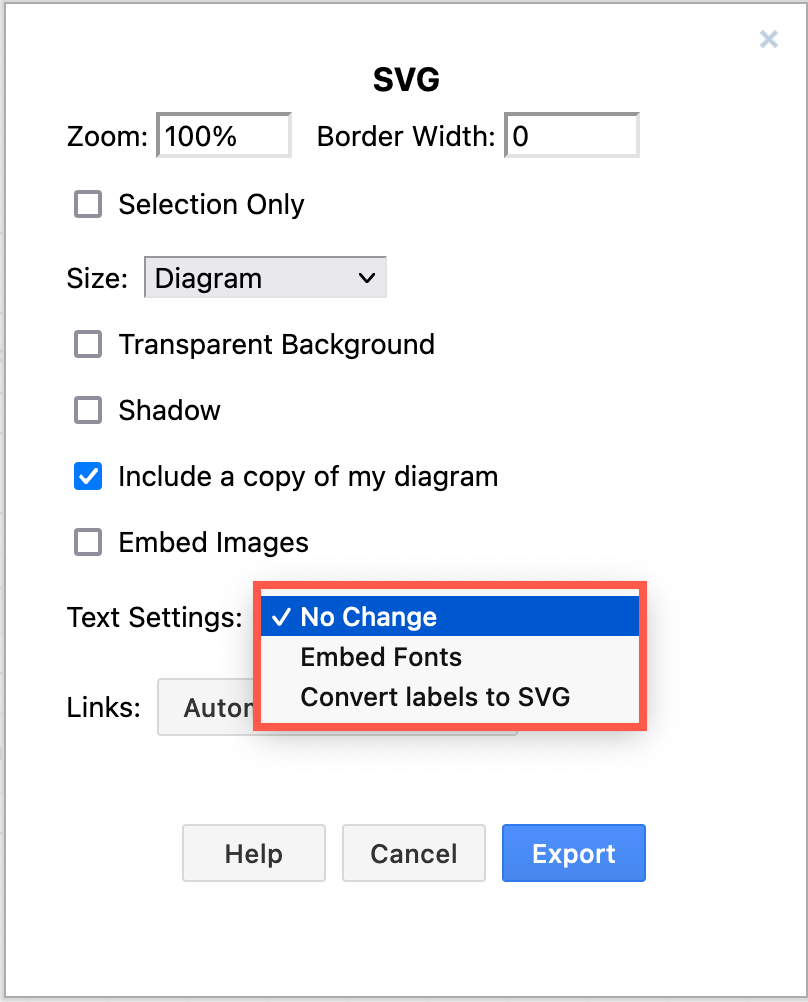 SVG
Zoom: 100% Border Width: 0
Selection Only
Size: Diagram
Transparent Background
Shadow
Include a copy of my diagram
Embed Images
Text Settings: No Change
Embed Fonts
Convert labels to SVG
Links:
Help Cancel Export